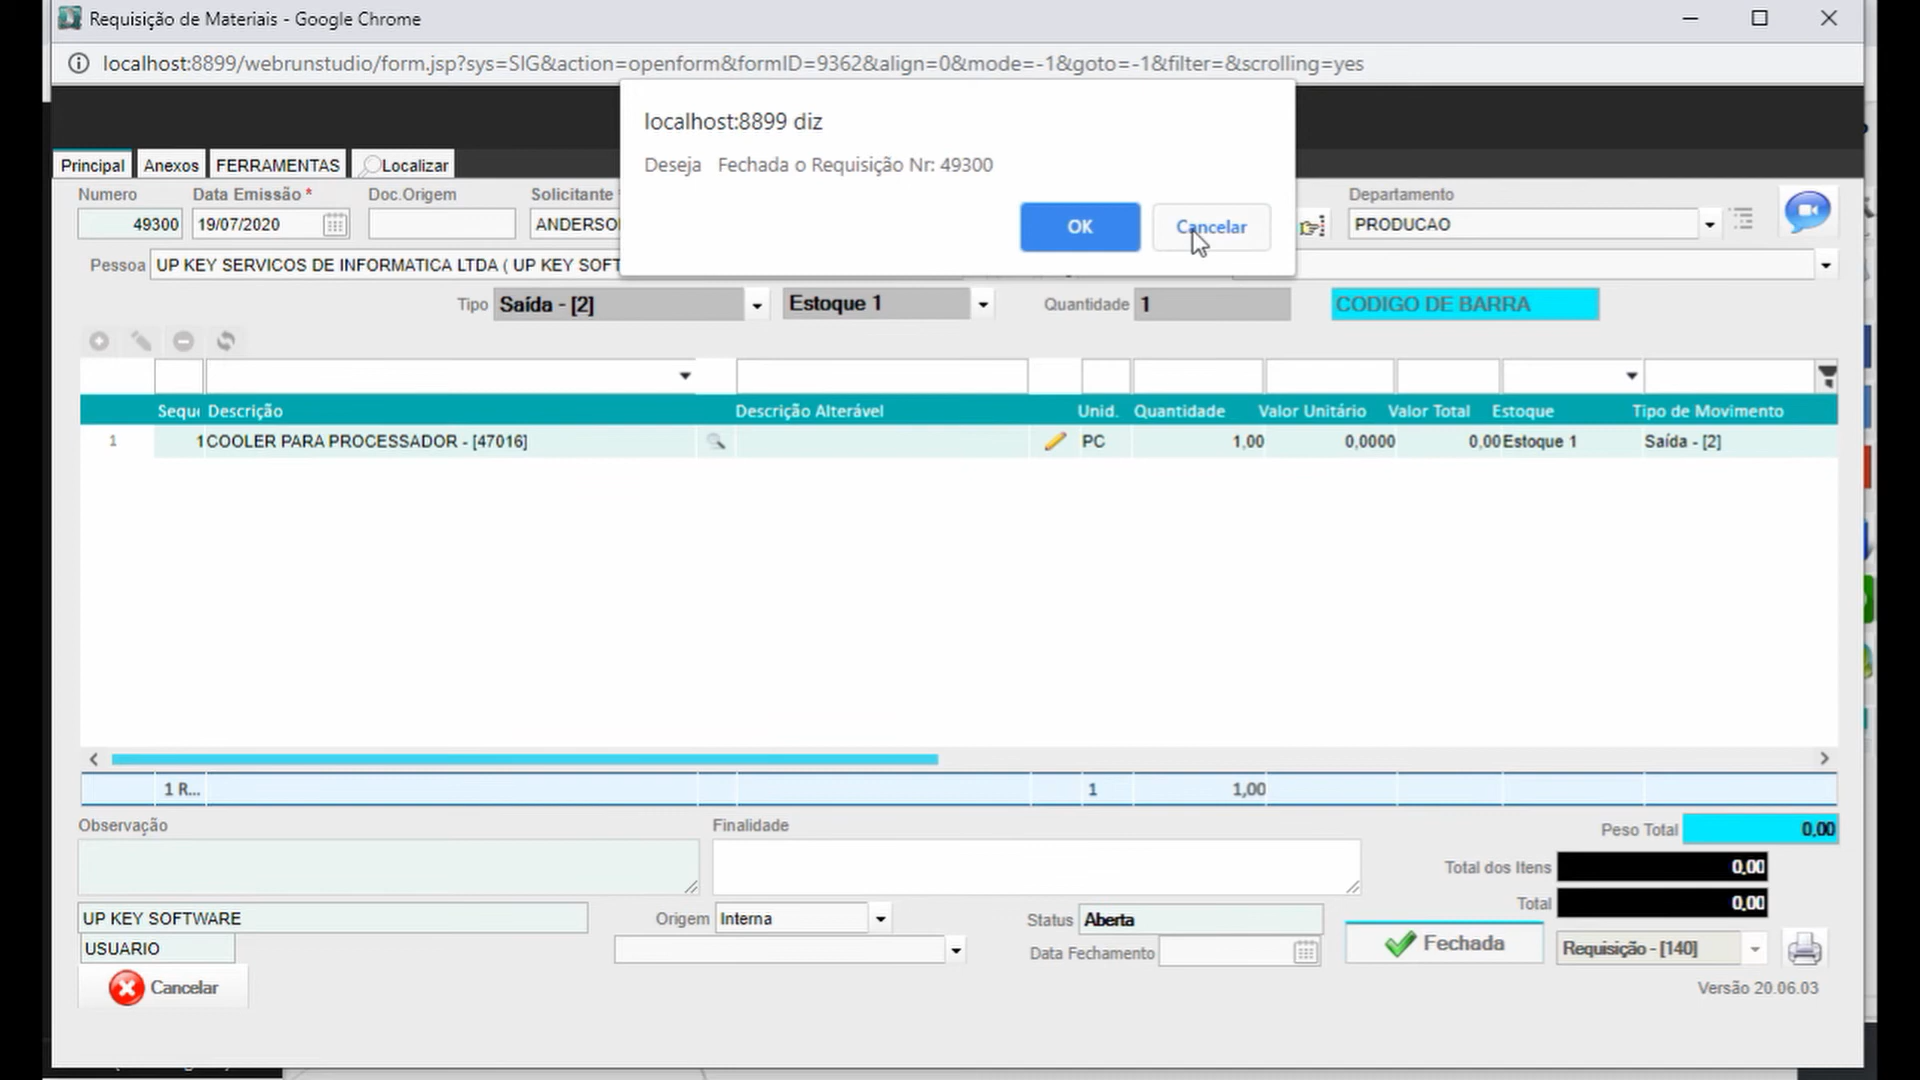 Requisição de Materiais - Google Chrome
localhost:8899/webrunstudio/form.jsp?sys=SIG&action=openform&formID=9362&align=0&mode=-1&goto=-1&filter=&scrolling=yes
localhost:8899 diz
Deseja Fechada o Requisição Nr: 49300
OK Cancelar
Principal Anexos FERRAMENTAS Localizar
Numero Data Emissão * Doc.Origem Solicitante Departamento
49300 19/07/2020 ANDERSO PRODUCAO
Pessoa UP KEY SERVICOS DE INFORMATICA LTDA ( UP KEY SOFT
Tipo Saída - [2] Estoque 1 Quantidade 1 CODIGO DE BARRA
Seque Descrição Descrição Alterável Unid. Quantidade Valor Unitário Valor Total Estoque Tipo de Movimento
1 1 COOLER PARA PROCESSADOR - [47016] PC 1,00 0,0000 0,00 Estoque 1 Saída - [2]
1 R... 1 1,00
Observação Finalidade Peso Total 0,00
Total dos Itens 0,00
Total 0,00
UP KEY SOFTWARE Origem Interna Status Aberta
USUARIO Data Fechamento Fechada Requisição - [140]
Cancelar Versão 20.06.03